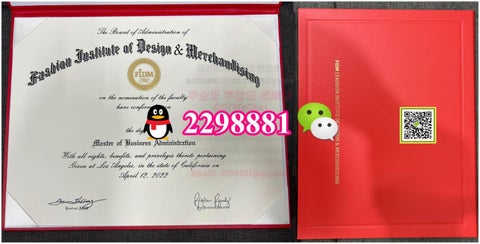 The Board of Administration of
Fashion Institute of Design & Merchandising
FIDM
on the nomination of the faculty
have conferred
the de
2298881
Master of Business Administration
With all rights, benefits, and privileges thereto pertaining
Given at Los Angeles, in the state of California on
April 12, 2022
FIDM | FASHION INSTITUTE OF DESIGN & MERCHANDISING